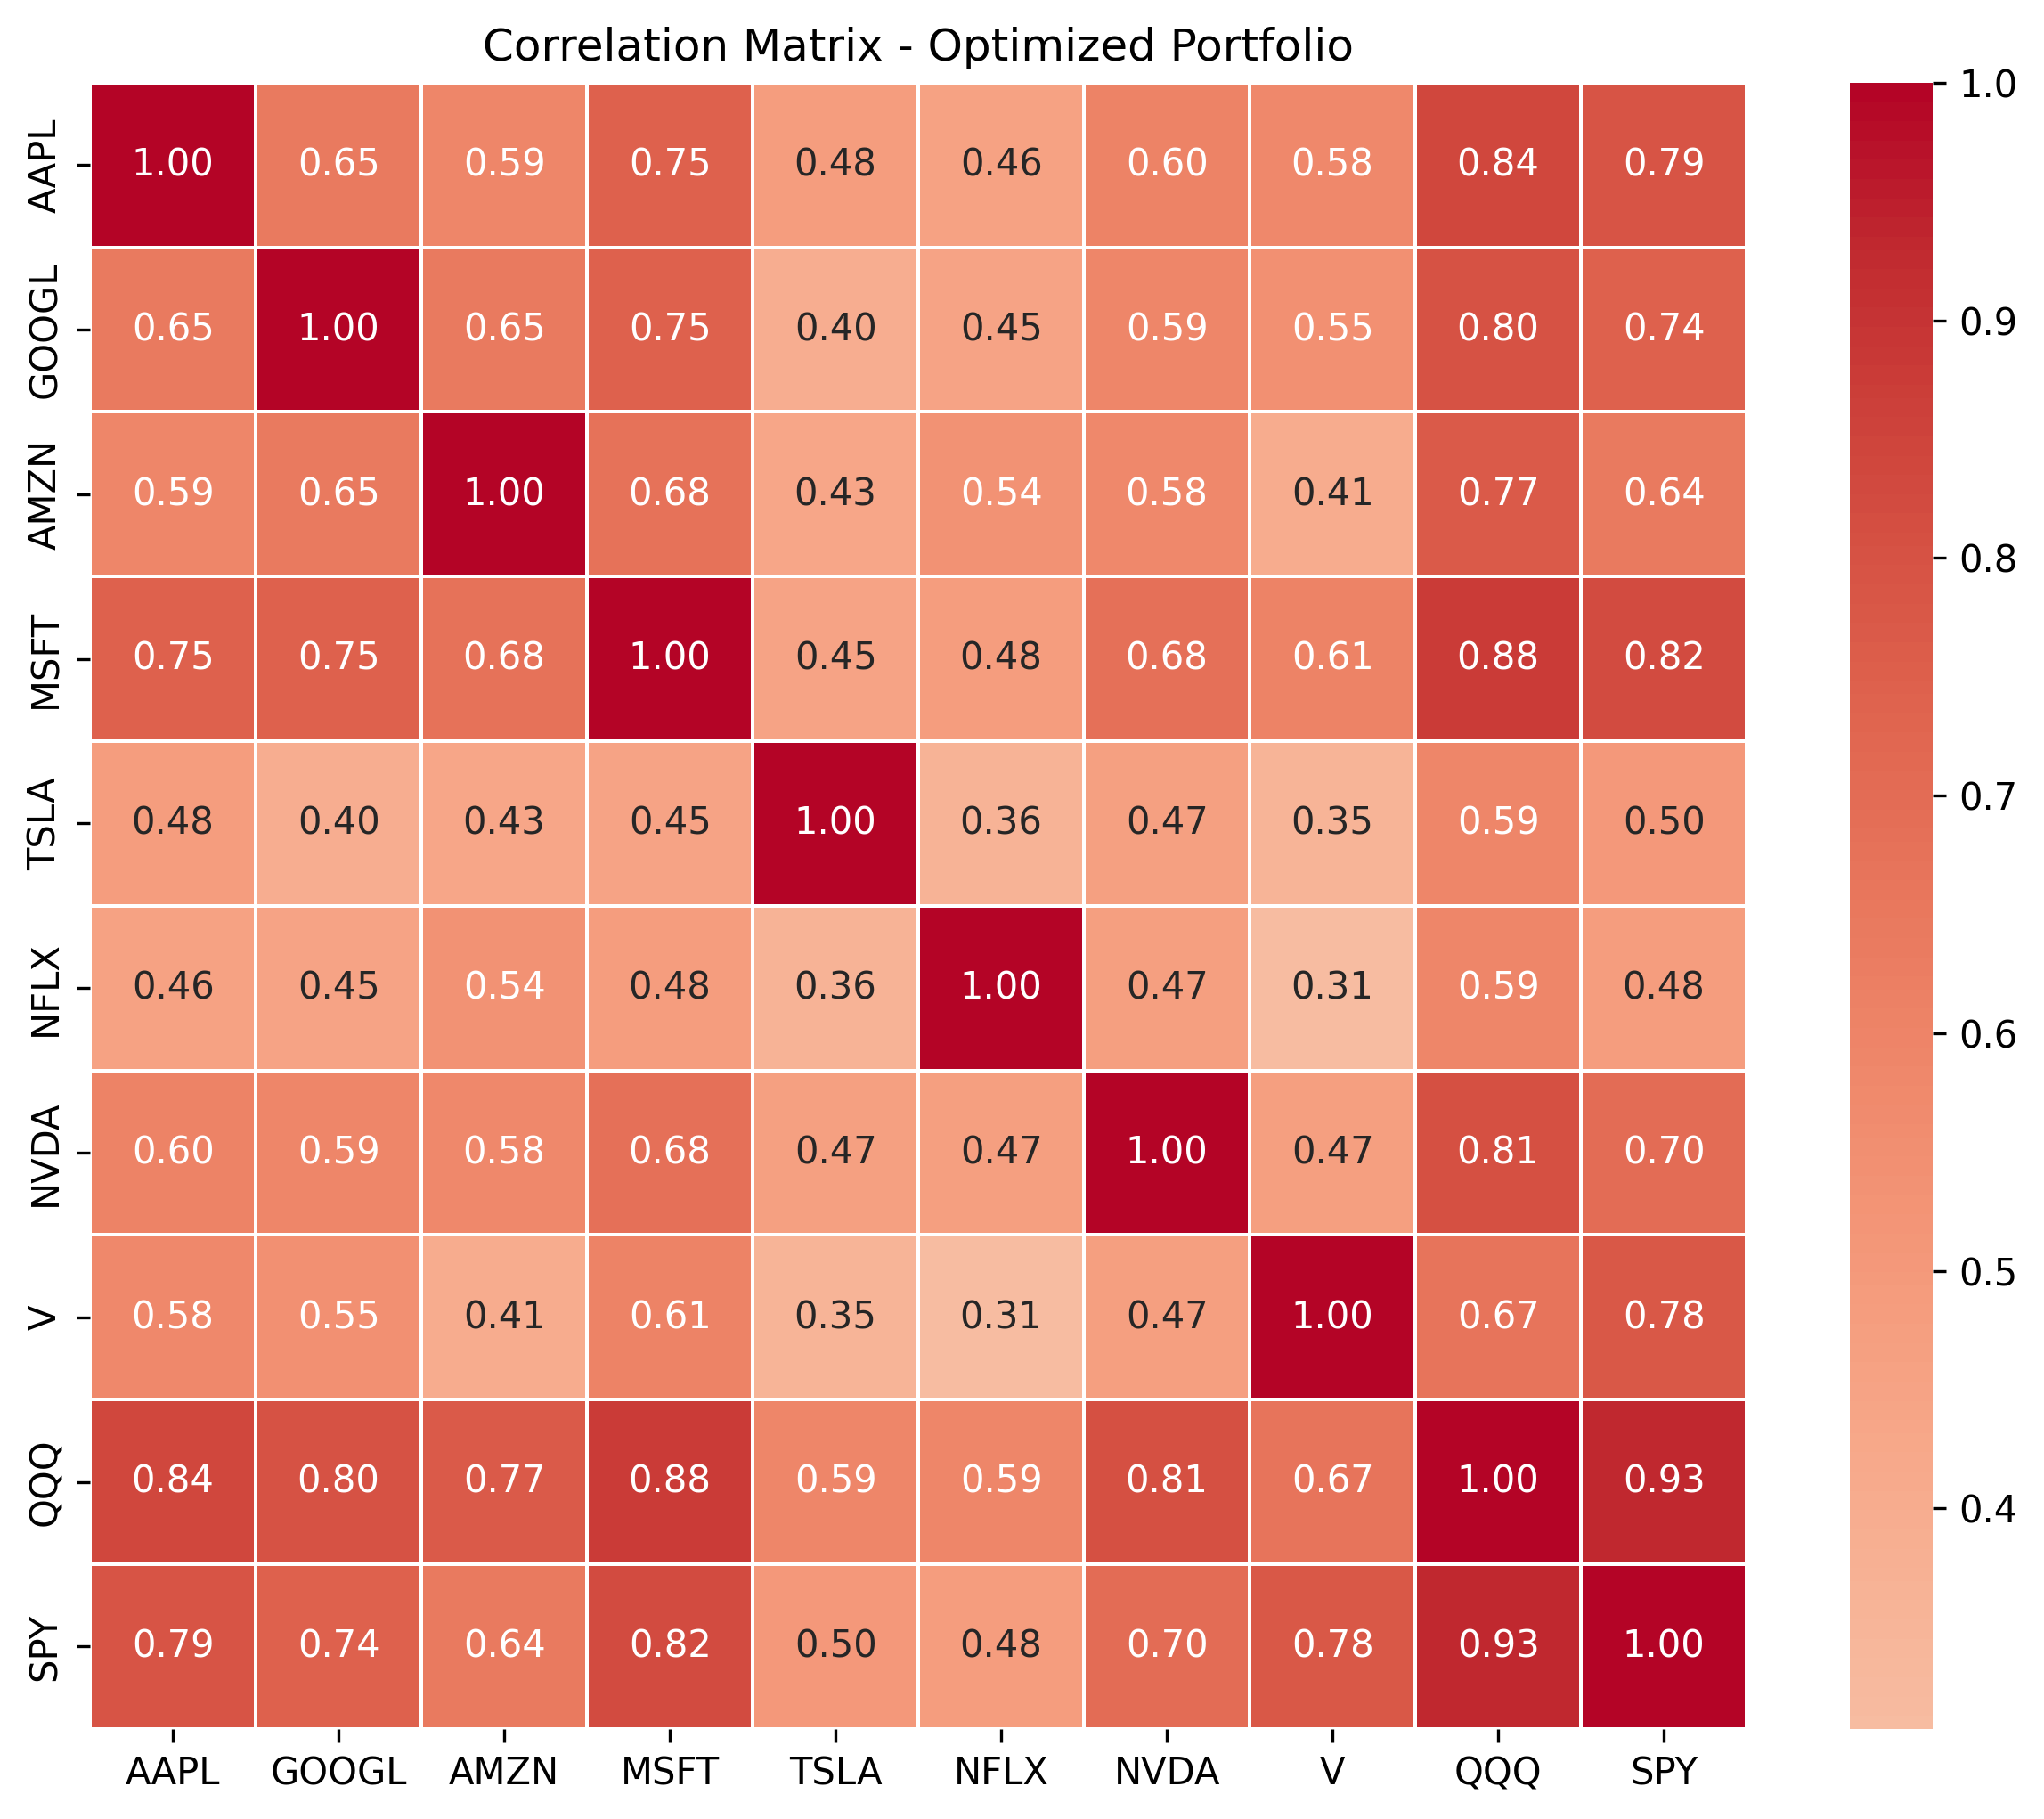 Correlation Matrix - Optimized Portfolio
AAPL 1.00 0.65 0.59 0.75 0.48 0.46 0.60 0.58 0.84 0.79
GOOGL 0.65 1.00 0.65 0.75 0.40 0.45 0.59 0.55 0.80 0.74
AMZN 0.59 0.65 1.00 0.68 0.43 0.54 0.58 0.41 0.77 0.64
MSFT 0.75 0.75 0.68 1.00 0.45 0.48 0.68 0.61 0.88 0.82
TSLA 0.48 0.40 0.43 0.45 1.00 0.36 0.47 0.35 0.59 0.50
NFLX 0.46 0.45 0.54 0.48 0.36 1.00 0.47 0.31 0.59 0.48
NVDA 0.60 0.59 0.58 0.68 0.47 0.47 1.00 0.47 0.81 0.70
V 0.58 0.55 0.41 0.61 0.35 0.31 0.47 1.00 0.67 0.78
QQQ 0.84 0.80 0.77 0.88 0.59 0.59 0.81 0.67 1.00 0.93
SPY 0.79 0.74 0.64 0.82 0.50 0.48 0.70 0.78 0.93 1.00
AAPL GOOGL AMZN MSFT TSLA NFLX NVDA V QQQ SPY
1.0
0.9
0.8
0.7
0.6
0.5
0.4